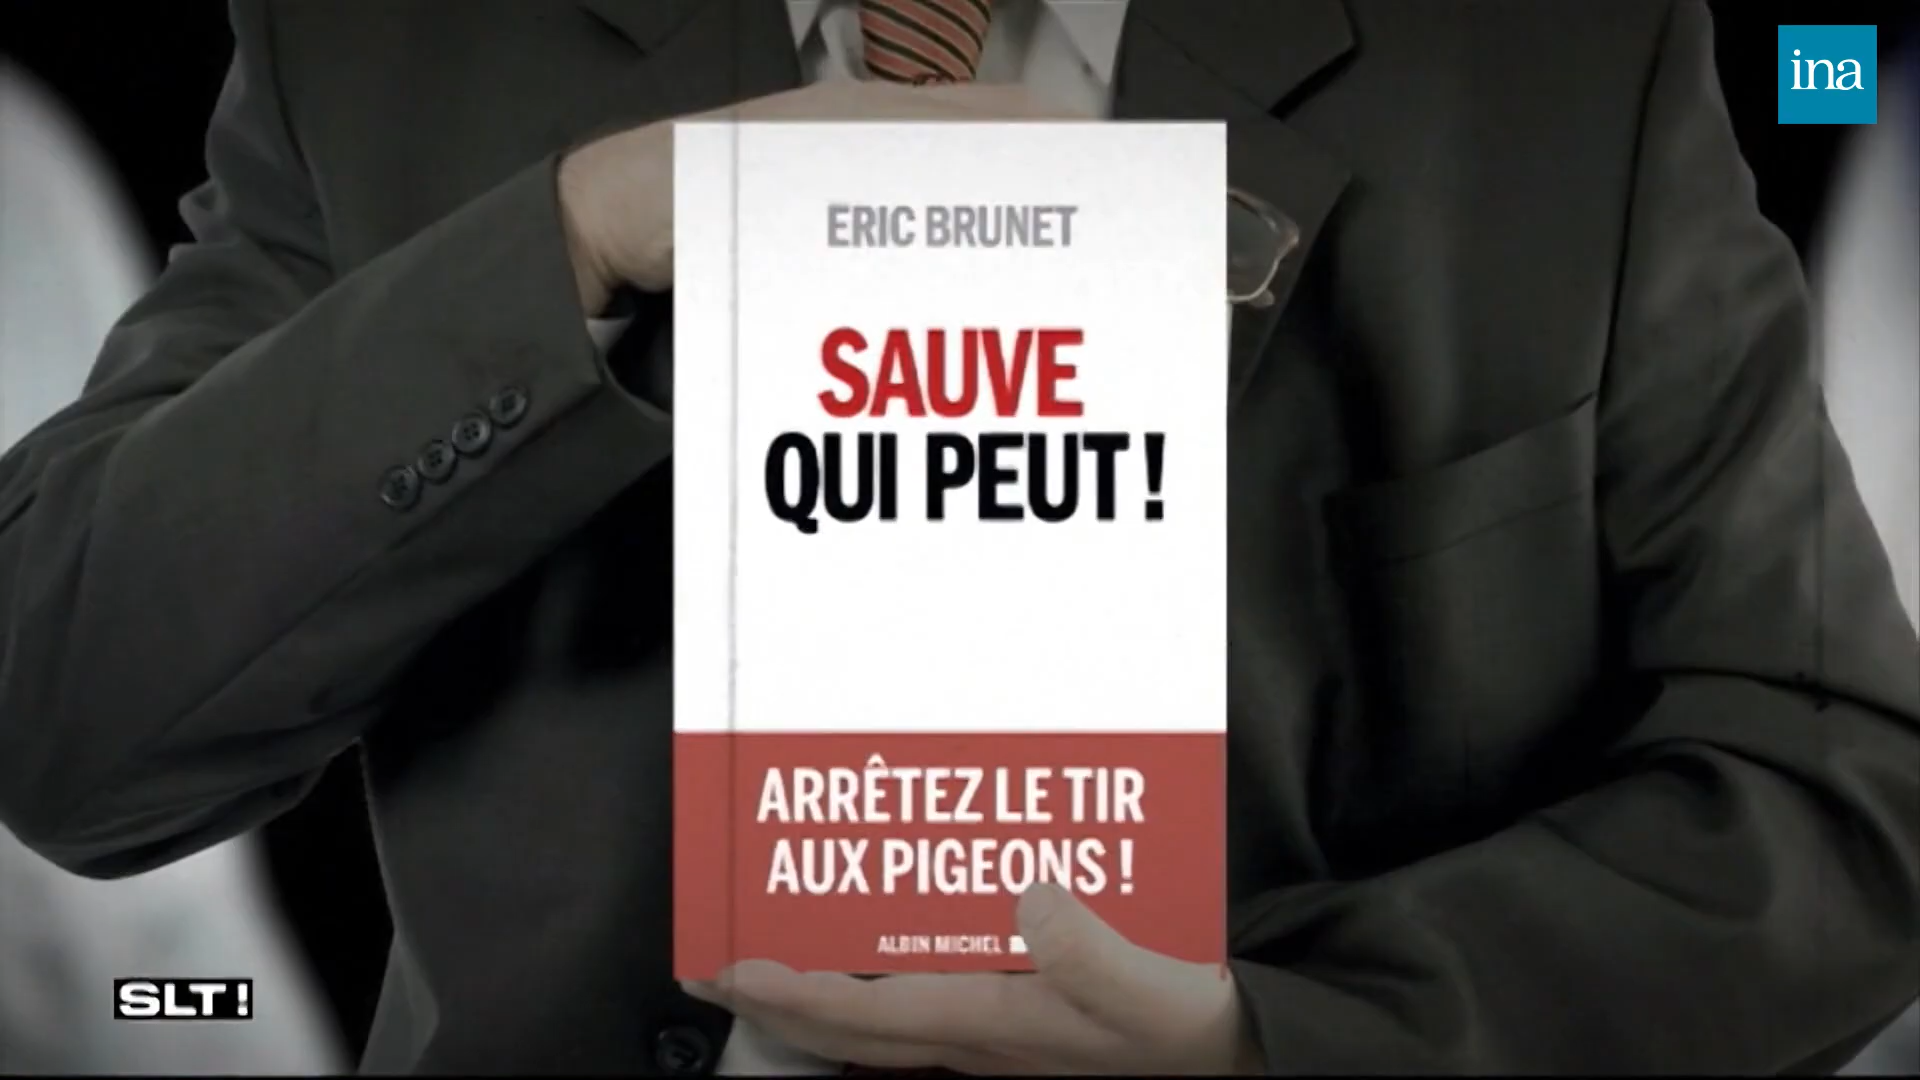 ina
ERIC BRUNET
SAUVE
QUI PEUT !
ARRÊTEZ LE TIR
AUX PIGEONS !
ALBIN MICHEL
SLT !